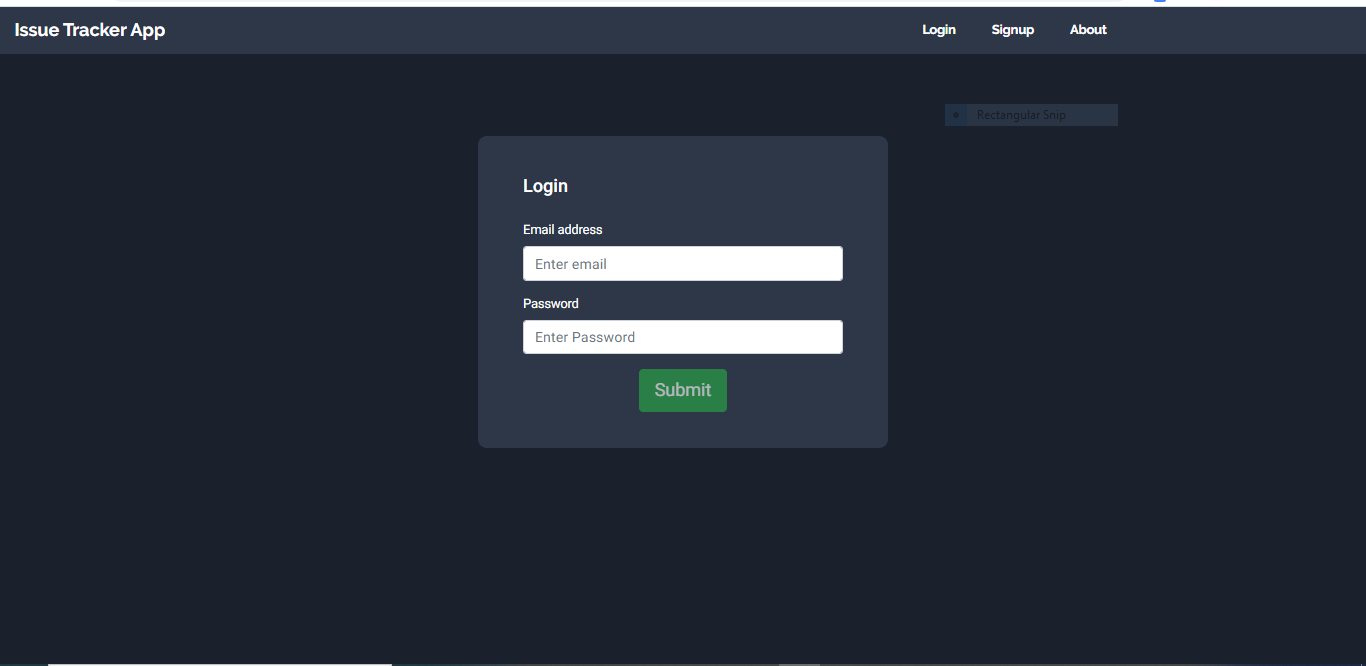 Issue Tracker App
Login Signup About
Rectangular Snip
Login
Email address
Enter email
Password
Enter Password
Submit